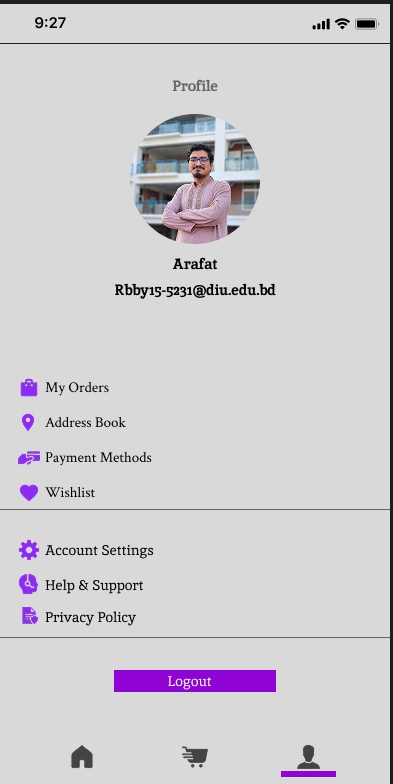 9:27
Profile
Arafat
Rbby15-5231@diu.edu.bd
My Orders
Address Book
Payment Methods
Wishlist
Account Settings
Help & Support
Privacy Policy
Logout